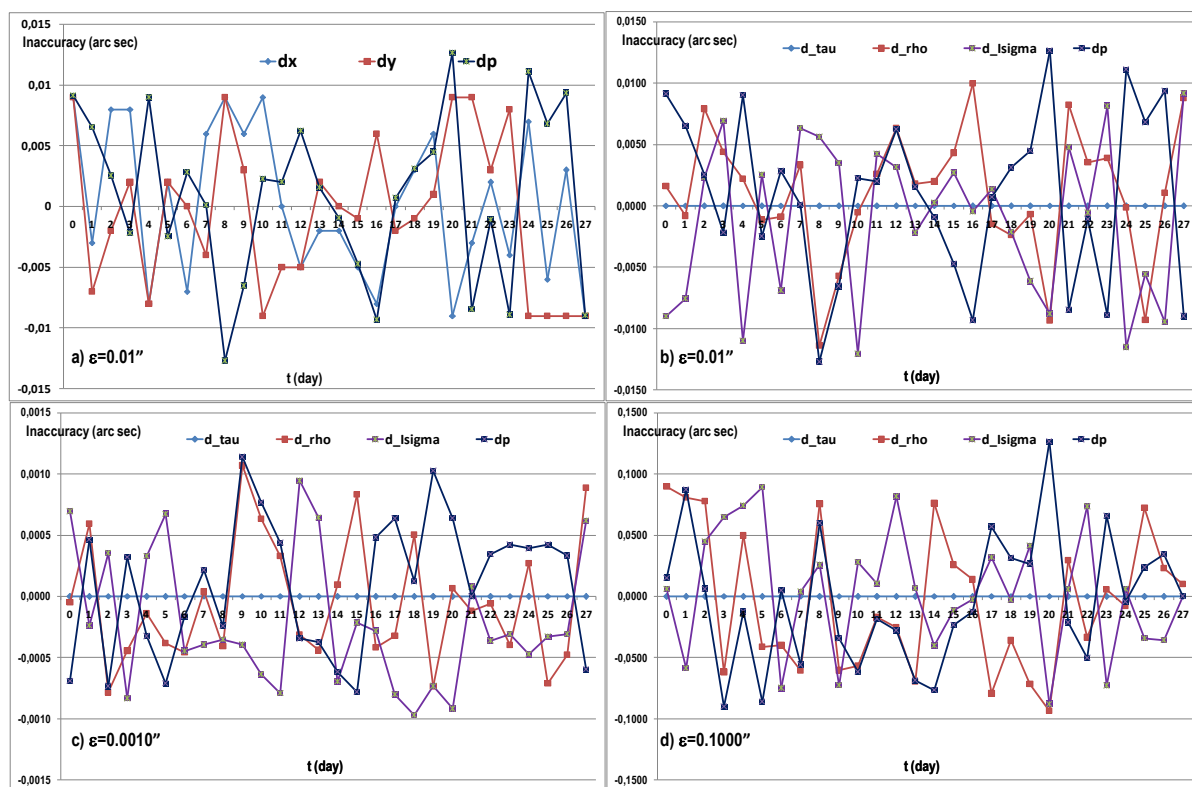 0,015
Inaccuracy (arc sec)
dx dy dp
0,01
0,005
0
0 1 2 3 4 5 6 7 8 9 10 11 12 13 14 15 16 17 18 19 20 21 22 23 24 25 26 27
-0,005
-0,01
a) ε=0.01″
-0,015
t (day)
0,0150
Inaccuracy (arc sec)
d_tau d_rho d_Isigma dp
0,0100
0,0050
0,0000
0 1 2 3 4 5 6 7 8 9 10 11 12 13 14 15 16 17 18 19 20 21 22 23 24 25 26 27
-0,0050
-0,0100
b) ε=0.01″
t (day)
-0,0150
0,0015
Inaccuracy (arc sec)
d_tau d_rho d_Isigma dp
0,0010
0,0005
0,0000
0 1 2 3 4 5 6 7 8 9 10 11 12 13 14 15 16 17 18 19 20 21 22 23 24 25 26 27
-0,0005
-0,0010
c) ε=0.0010″
t (day)
-0,0015
0,1500
Inaccuracy (arc sec)
d_tau d_rho d_Isigma dp
0,1000
0,0500
0,0000
0 1 2 3 4 5 6 7 8 9 10 11 12 13 14 15 16 17 18 19 20 21 22 23 24 25 26 27
-0,0500
-0,1000
d) ε=0.1000″
t (day)
-0,1500